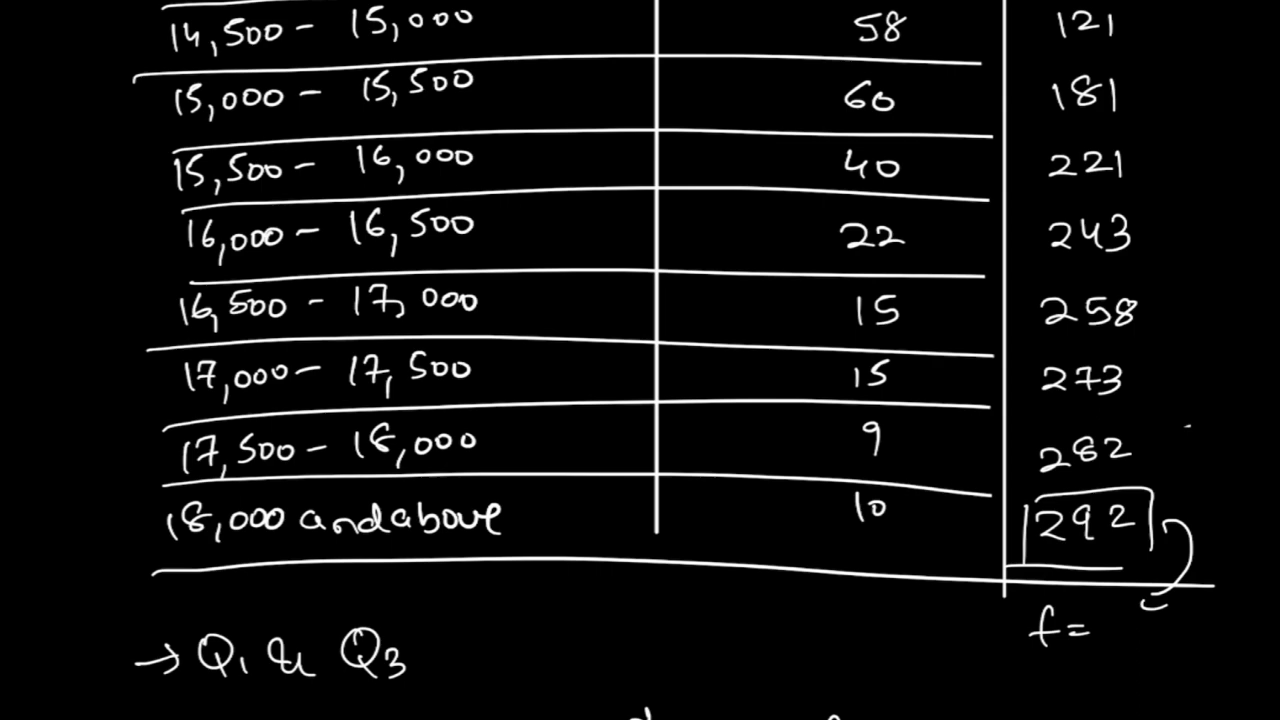 14,500 - 15,000 58 121
15,000 - 15,500 60 181
15,500 - 16,000 40 221
16,000 - 16,500 22 243
16,500 - 17,000 15 258
17,000 - 17,500 15 273
17,500 - 18,000 9 282
18,000 and above 10 292
f=
→ Q1 & Q3